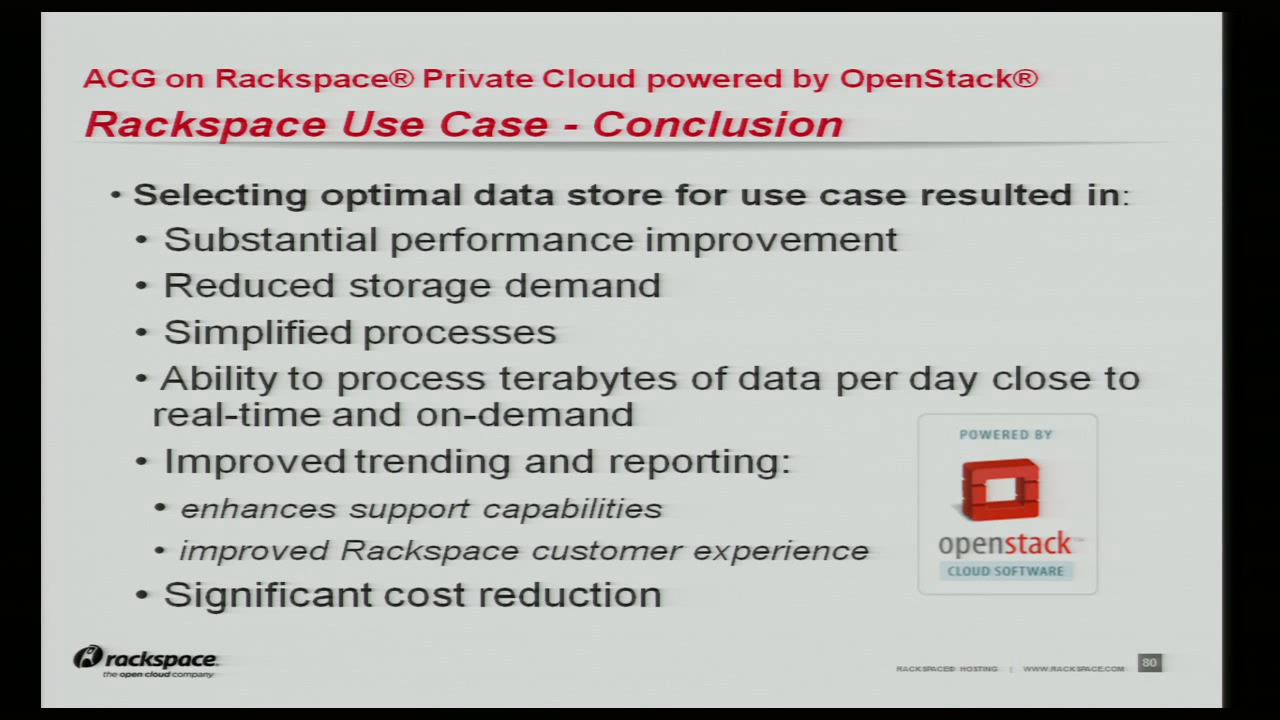 ACG on Rackspace® Private Cloud powered by OpenStack®
Rackspace Use Case - Conclusion
• Selecting optimal data store for use case resulted in:
• Substantial performance improvement
• Reduced storage demand
• Simplified processes
• Ability to process terabytes of data per day close to
real-time and on-demand
• Improved trending and reporting:
• enhances support capabilities
• improved Rackspace customer experience
• Significant cost reduction
POWERED BY
openstack™
CLOUD SOFTWARE
rackspace.
the open cloud company
RACKSPACE® HOSTING | WWW.RACKSPACE.COM
80